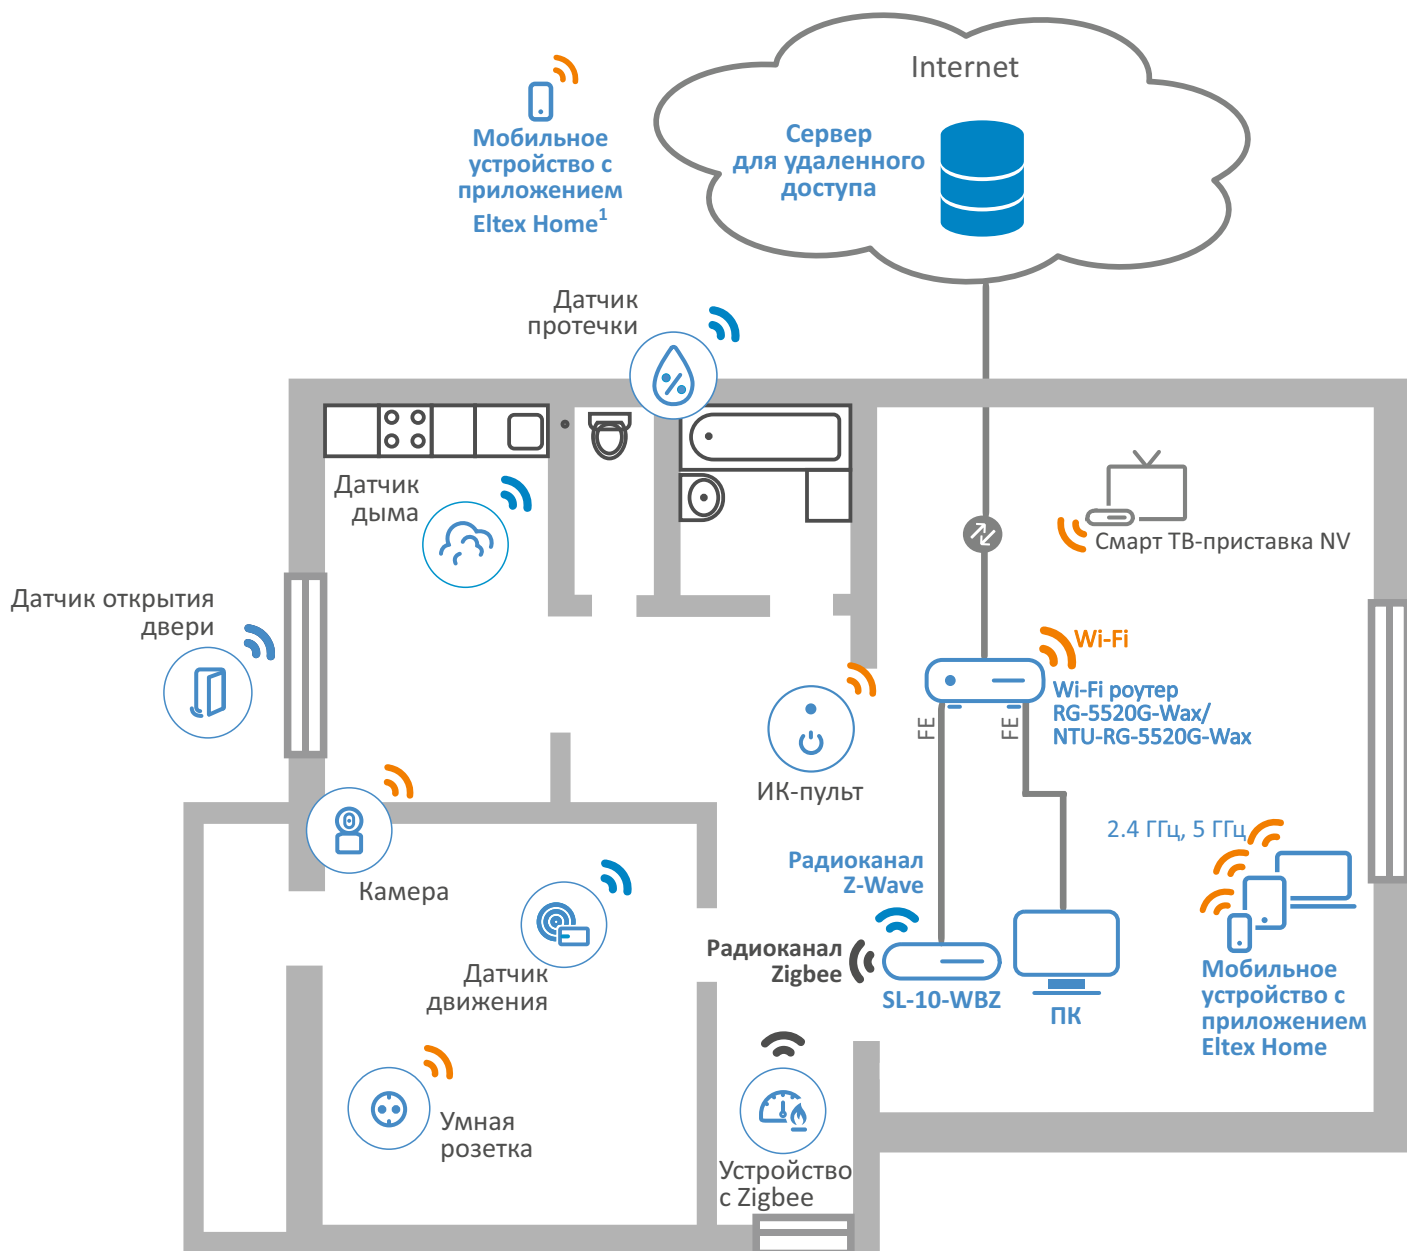 Internet
Сервер
для удаленного
доступа
Мобильное
устройство с
приложением
Eltex Home¹
Датчик
протечки
Датчик
дыма
Смарт ТВ-приставка NV
Датчик открытия
двери
Wi-Fi
Wi-Fi роутер
RG-5520G-Wax/
NTU-RG-5520G-Wax
FE
FE
ИК-пульт
2.4 ГГц, 5 ГГц
Радиоканал
Z-Wave
Камера
Радиоканал
Zigbee
Датчик
движения
SL-10-WBZ
ПК
Мобильное
устройство с
приложением
Eltex Home
Умная
розетка
Устройство
с Zigbee